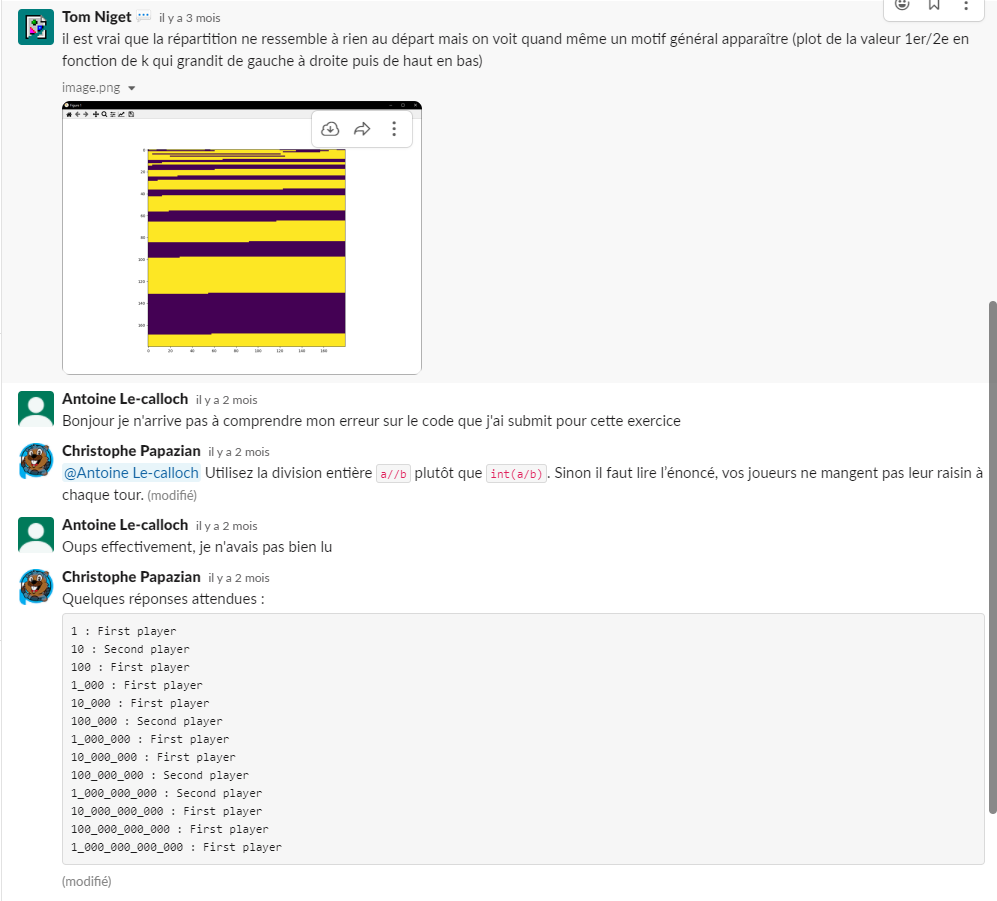 Tom Niget il y a 3 mois
il est vrai que la répartition ne ressemble à rien au départ mais on voit quand même un motif général apparaître (plot de la valeur 1er/2e en
fonction de k qui grandit de gauche à droite puis de haut en bas)
image.png
Figure 1
0
20
40
60
80
100
120
140
160
0 20 40 60 80 100 120 140 160
Antoine Le-calloch il y a 2 mois
Bonjour je n'arrive pas à comprendre mon erreur sur le code que j'ai submit pour cette exercice
Christophe Papazian il y a 2 mois
@Antoine Le-calloch Utilisez la division entière a//b plutôt que int(a/b). Sinon il faut lire l'énoncé, vos joueurs ne mangent pas leur raisin à
chaque tour. (modifié)
Antoine Le-calloch il y a 2 mois
Oups effectivement, je n'avais pas bien lu
Christophe Papazian il y a 2 mois
Quelques réponses attendues :
1 : First player
10 : Second player
100 : First player
1_000 : First player
10_000 : First player
100_000 : Second player
1_000_000 : First player
10_000_000 : First player
100_000_000 : Second player
1_000_000_000 : Second player
10_000_000_000 : First player
100_000_000_000 : First player
1_000_000_000_000 : First player
(modifié)